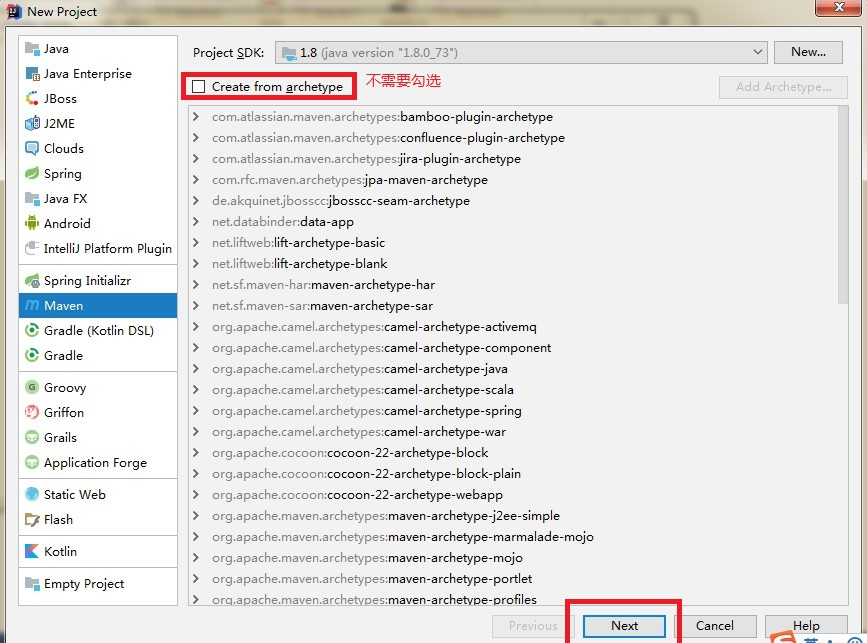 New Project
Java
Java Enterprise
JBoss
J2ME
Clouds
Spring
Java FX
Android
IntelliJ Platform Plugin
Spring Initializr
Maven
Gradle (Kotlin DSL)
Gradle
Groovy
Griffon
Grails
Application Forge
Static Web
Flash
Kotlin
Empty Project
Project SDK: 1.8 (java version "1.8.0_73") New...
Create from archetype 不需要勾选 Add Archetype...
com.atlassian.maven.archetypes:bamboo-plugin-archetype
com.atlassian.maven.archetypes:confluence-plugin-archetype
com.atlassian.maven.archetypes:jira-plugin-archetype
com.rfc.maven.archetypes:jpa-maven-archetype
de.akquinet.jbosscc:jbosscc-seam-archetype
net.databinder:data-app
net.liftweb:lift-archetype-basic
net.liftweb:lift-archetype-blank
net.sf.maven-har:maven-archetype-har
net.sf.maven-sar:maven-archetype-sar
org.apache.camel.archetypes:camel-archetype-activemq
org.apache.camel.archetypes:camel-archetype-component
org.apache.camel.archetypes:camel-archetype-java
org.apache.camel.archetypes:camel-archetype-scala
org.apache.camel.archetypes:camel-archetype-spring
org.apache.camel.archetypes:camel-archetype-war
org.apache.cocoon:cocoon-22-archetype-block
org.apache.cocoon:cocoon-22-archetype-block-plain
org.apache.cocoon:cocoon-22-archetype-webapp
org.apache.maven.archetypes:maven-archetype-j2ee-simple
org.apache.maven.archetypes:maven-archetype-marmalade-mojo
org.apache.maven.archetypes:maven-archetype-mojo
org.apache.maven.archetypes:maven-archetype-portlet
org.apache.maven.archetypes:maven-archetype-profiles
Previous Next Cancel Help